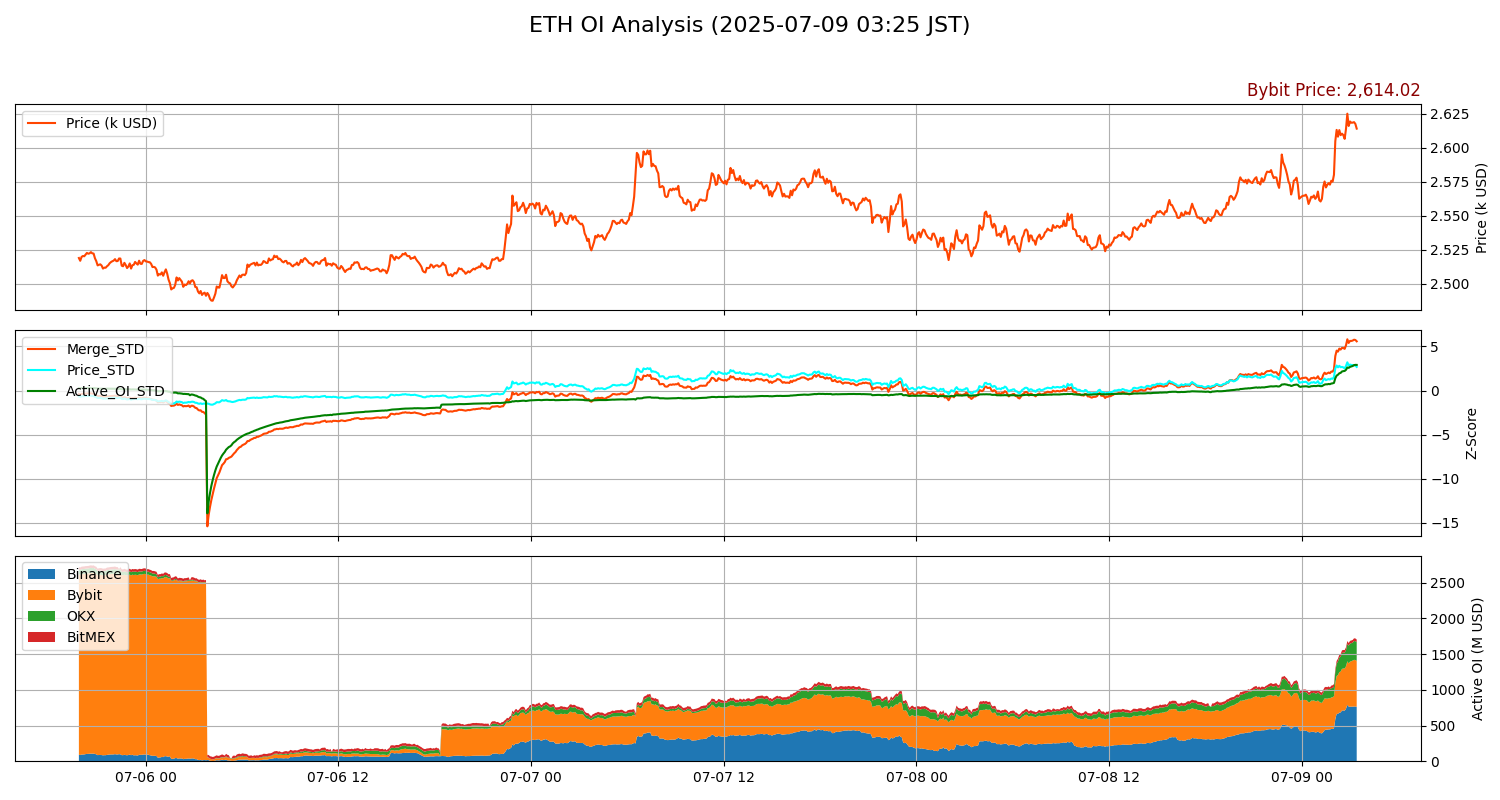 ETH OI Analysis (2025-07-09 03:25 JST)
Bybit Price: 2,614.02
Price (k USD)
2.625
2.600
2.575
2.550
2.525
2.500
Price (k USD)
Merge_STD
Price_STD
Active_OI_STD
5
0
−5
−10
−15
Z-Score
Binance
Bybit
OKX
BitMEX
2500
2000
1500
1000
500
0
Active OI (M USD)
07-06 00
07-06 12
07-07 00
07-07 12
07-08 00
07-08 12
07-09 00